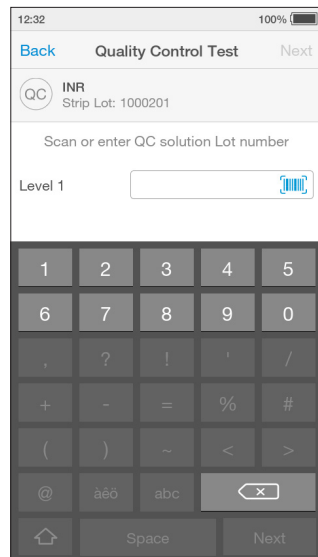 12:32 100%
Back Quality Control Test Next
QC INR
Strip Lot: 1000201
Scan or enter QC solution Lot number
Level 1
1 2 3 4 5
6 7 8 9 0
, ? ! ' /
+ - = % #
( ) ~ < >
@ àêö abc
Space Next